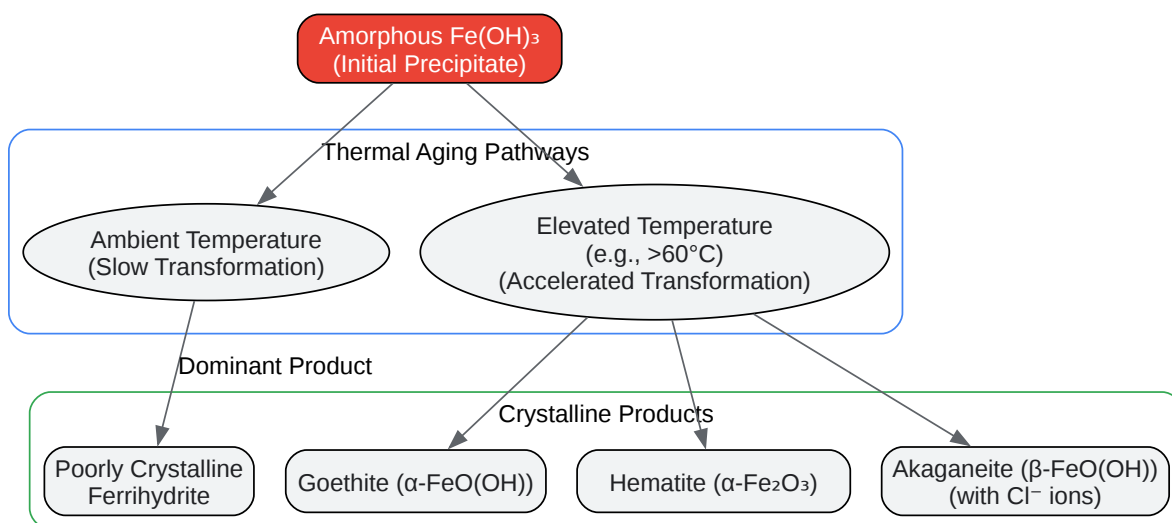 Amorphous Fe(OH)₃
(Initial Precipitate)
Thermal Aging Pathways
Ambient Temperature
(Slow Transformation)
Elevated Temperature
(e.g., >60°C)
(Accelerated Transformation)
Dominant Product
Crystalline Products
Poorly Crystalline
Ferrihydrite
Goethite (α-FeO(OH))
Hematite (α-Fe₂O₃)
Akaganeite (β-FeO(OH))
(with Cl⁻ ions)